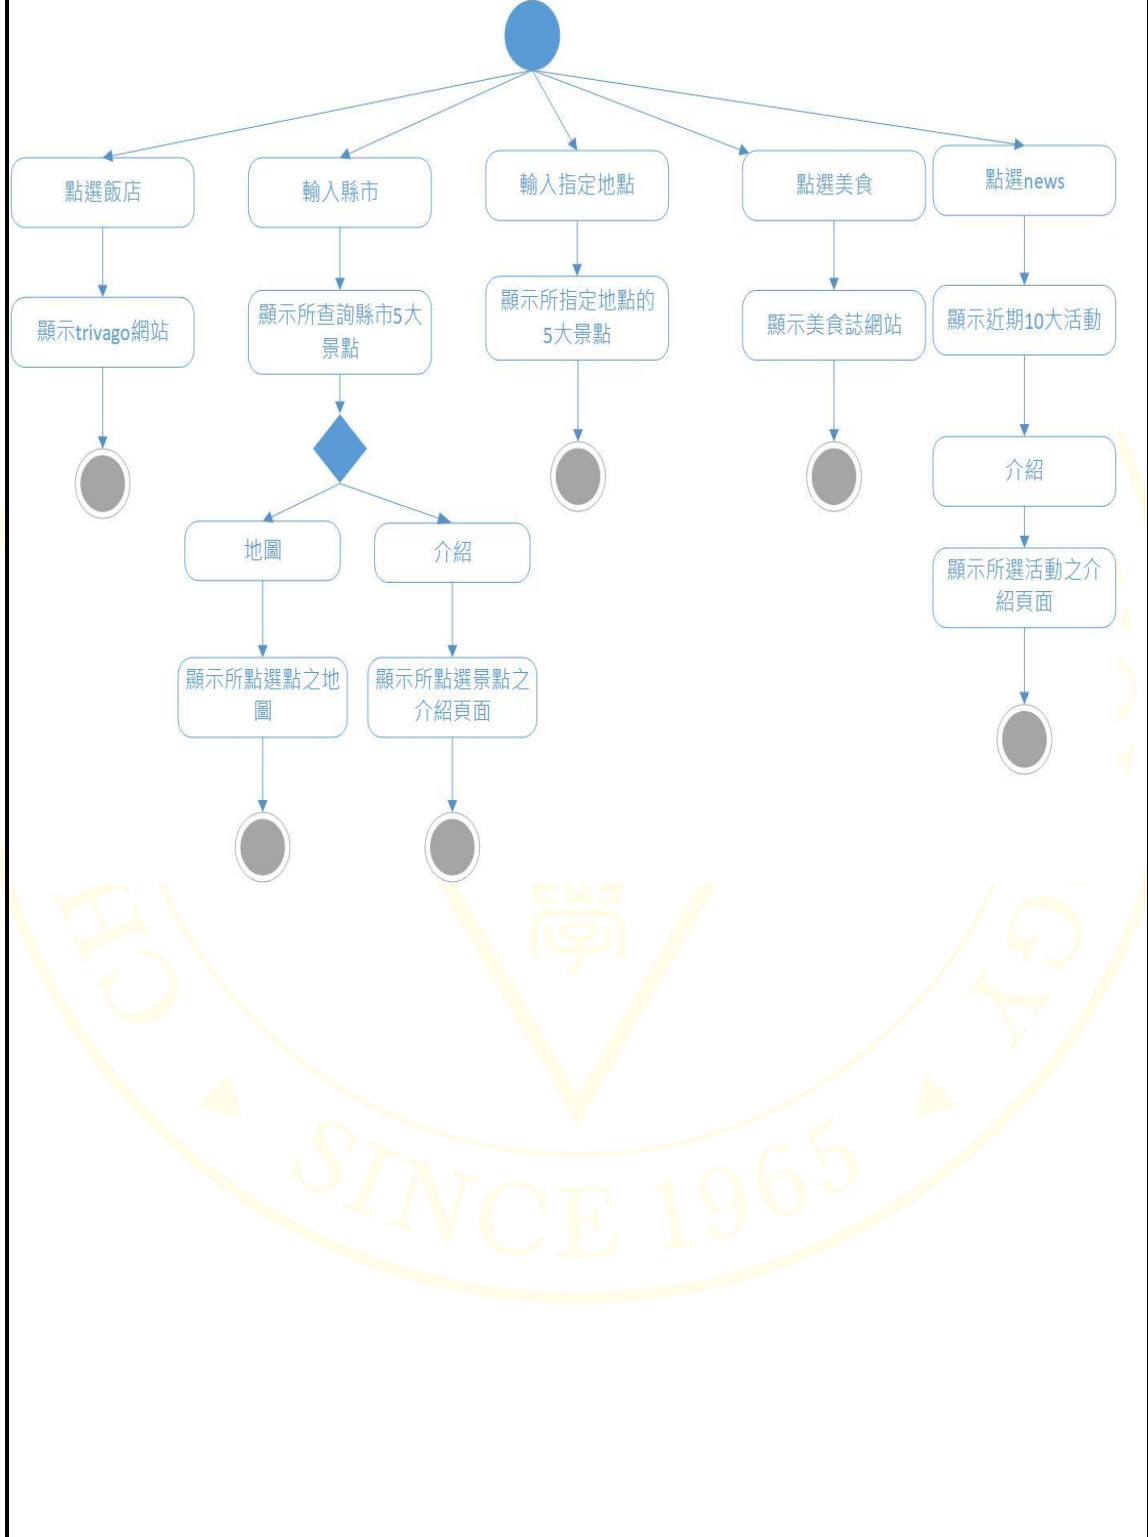 點選飯店
輸入縣市
輸入指定地點
點選美食
點選news
顯示trivago網站
顯示所查詢縣市5大
景點
顯示所指定地點的
5大景點
顯示美食誌網站
顯示近期10大活動
介紹
顯示所選活動之介
紹頁面
地圖
介紹
顯示所點選點之地
圖
顯示所點選景點之
介紹頁面
學
CH
GY
SINCE 1965